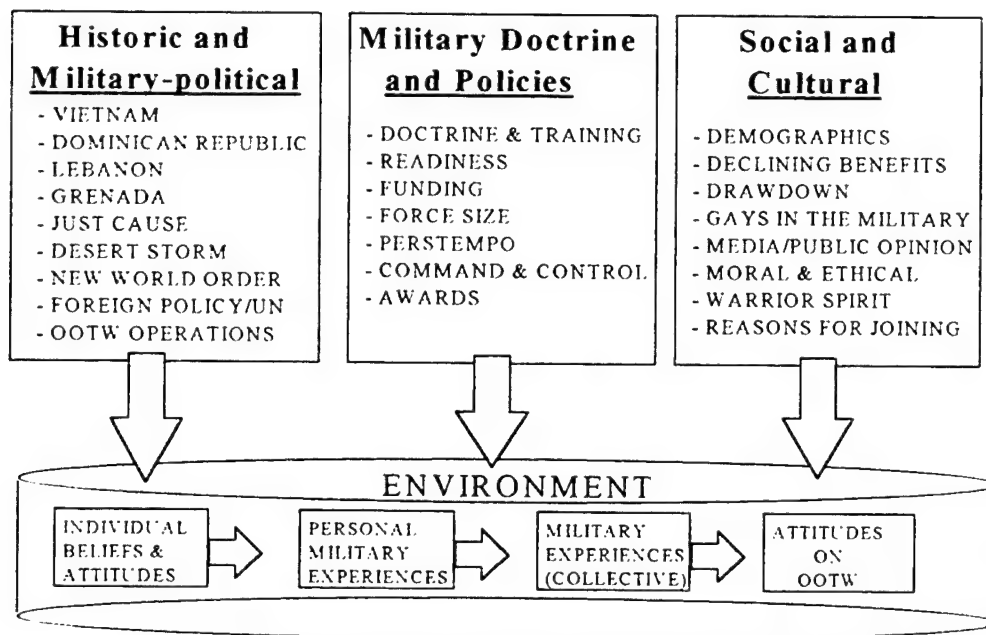 Historic and
Military-political
- VIETNAM
- DOMINICAN REPUBLIC
- LEBANON
- GRENADA
- JUST CAUSE
- DESERT STORM
- NEW WORLD ORDER
- FOREIGN POLICY/UN
- OOTW OPERATIONS
Military Doctrine
and Policies
- DOCTRINE & TRAINING
- READINESS
- FUNDING
- FORCE SIZE
- PERSTEMPO
- COMMAND & CONTROL
- AWARDS
Social and
Cultural
- DEMOGRAPHICS
- DECLINING BENEFITS
- DRAWDOWN
- GAYS IN THE MILITARY
- MEDIA/PUBLIC OPINION
- MORAL & ETHICAL
- WARRIOR SPIRIT
- REASONS FOR JOINING
ENVIRONMENT
INDIVIDUAL
BELIEFS &
ATTITUDES
PERSONAL
MILITARY
EXPERIENCES
MILITARY
EXPERIENCES
(COLLECTIVE)
ATTITUDES
ON
OOTW